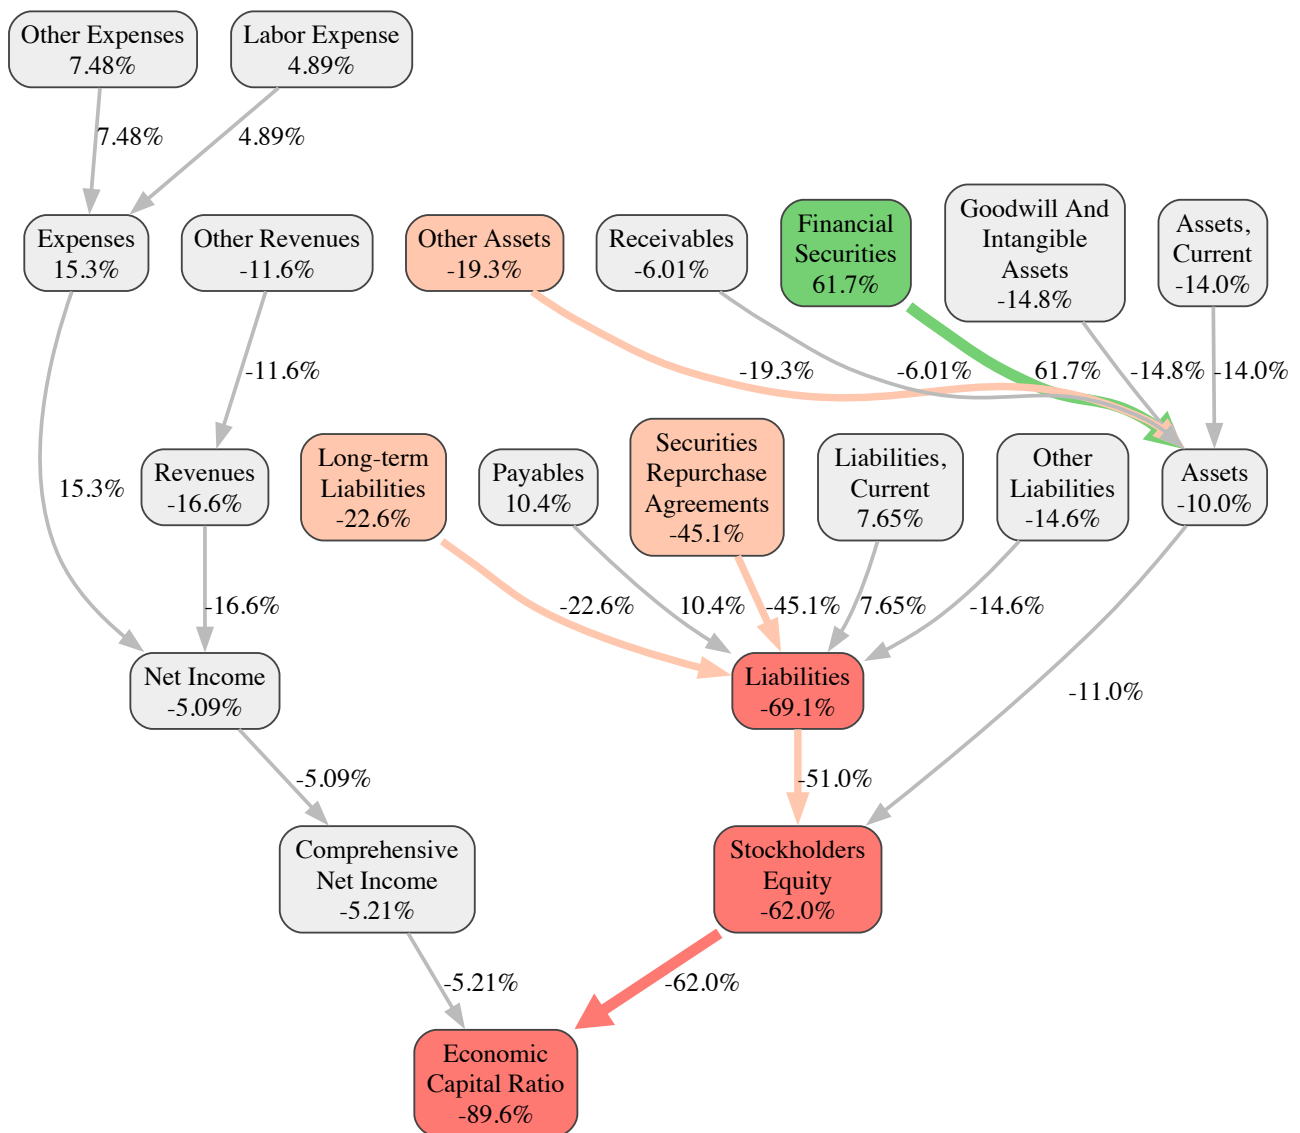 Other Expenses
7.48%
Labor Expense
4.89%
7.48%
4.89%
Expenses
15.3%
Other Revenues
-11.6%
Other Assets
-19.3%
Receivables
-6.01%
Financial
Securities
61.7%
Goodwill And
Intangible
Assets
-14.8%
Assets,
Current
-14.0%
-11.6%
-19.3%
-6.01%
61.7%
-14.8%
-14.0%
15.3%
Revenues
-16.6%
Long-term
Liabilities
-22.6%
Payables
10.4%
Securities
Repurchase
Agreements
-45.1%
Liabilities,
Current
7.65%
Other
Liabilities
-14.6%
Assets
-10.0%
-16.6%
-22.6%
10.4%
-45.1%
7.65%
-14.6%
Net Income
-5.09%
Liabilities
-69.1%
-11.0%
-5.09%
-51.0%
Comprehensive
Net Income
-5.21%
Stockholders
Equity
-62.0%
-5.21%
-62.0%
Economic
Capital Ratio
-89.6%